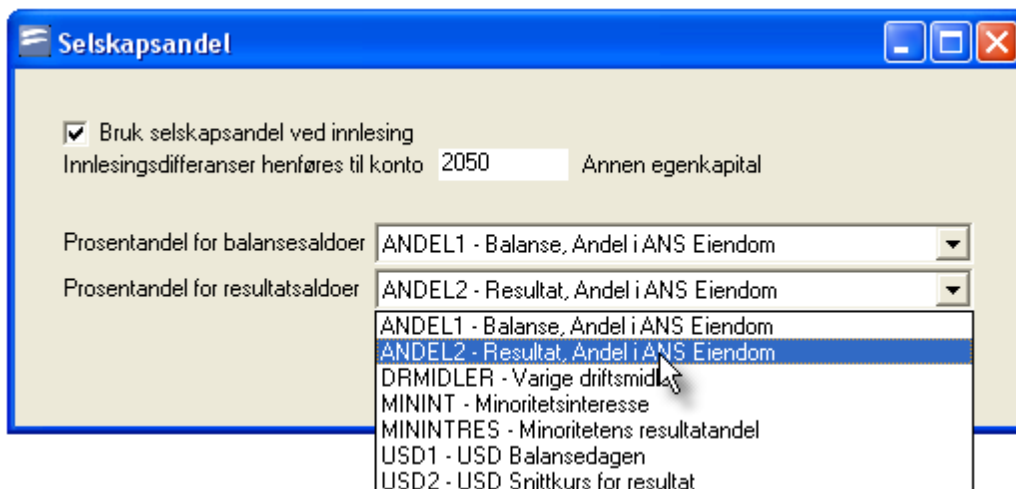 Selskapsandel
Bruk selskapsandel ved innlesing
Innlesingsdifferanser henføres til konto 2050 Annen egenkapital
Prosentandel for balansesaldoer ANDEL1 - Balanse, Andel i ANS Eiendom
Prosentandel for resultatsaldoer ANDEL2 - Resultat, Andel i ANS Eiendom
ANDEL1 - Balanse, Andel i ANS Eiendom
ANDEL2 - Resultat, Andel i ANS Eiendom
DRMIDLER - Varige driftsmidler
MININT - Minoritetsinteresse
MININTRES - Minoritetens resultatandel
USD1 - USD Balansedagen
USD2 - USD Snittkurs for resultat